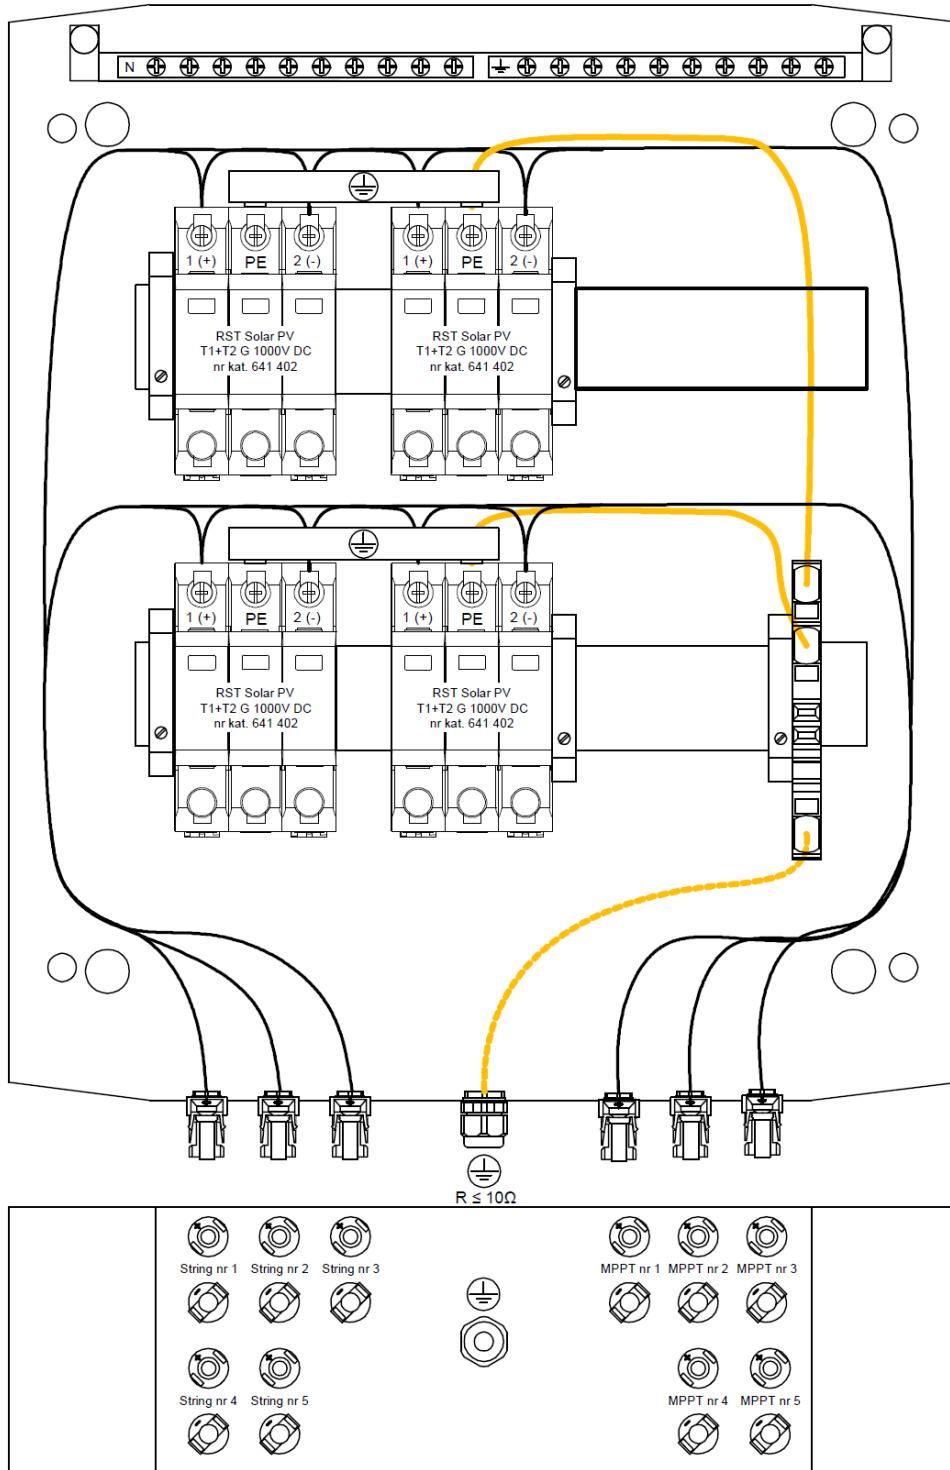 N
1 (+) PE 2 (-)
1 (+) PE 2 (-)
RST Solar PV
T1+T2 G 1000V DC
nr kat. 641 402
RST Solar PV
T1+T2 G 1000V DC
nr kat. 641 402
1 (+) PE 2 (-)
1 (+) PE 2 (-)
RST Solar PV
T1+T2 G 1000V DC
nr kat. 641 402
RST Solar PV
T1+T2 G 1000V DC
nr kat. 641 402
R ≤ 10Ω
String nr 1 String nr 2 String nr 3
MPPT nr 1 MPPT nr 2 MPPT nr 3
String nr 4 String nr 5
MPPT nr 4 MPPT nr 5